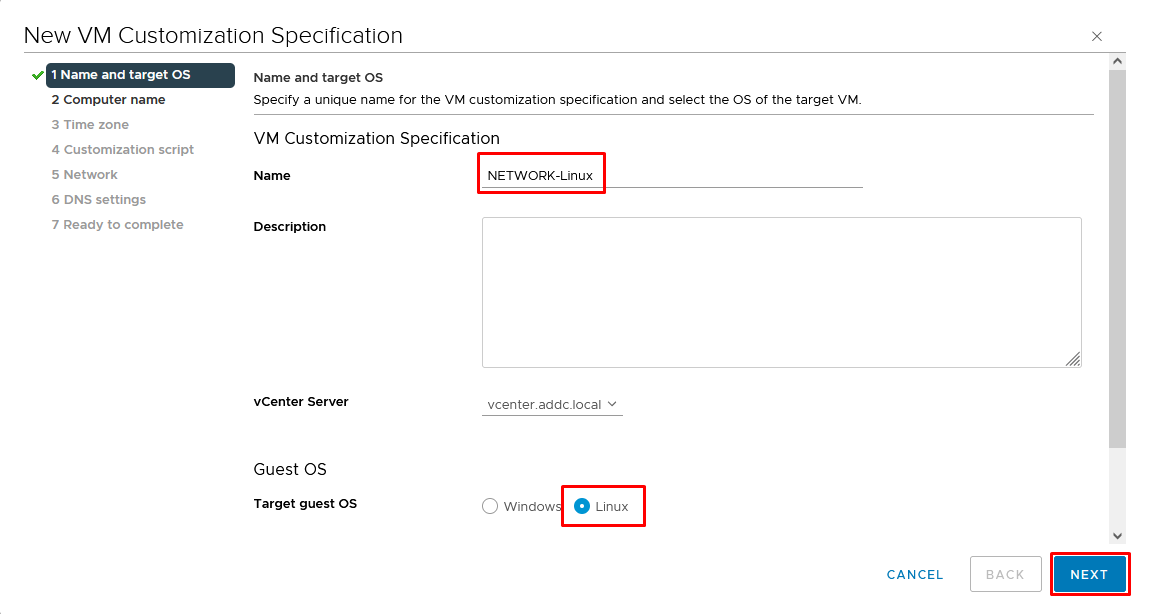 New VM Customization Specification
1 Name and target OS
2 Computer name
3 Time zone
4 Customization script
5 Network
6 DNS settings
7 Ready to complete
Name and target OS
Specify a unique name for the VM customization specification and select the OS of the target VM.
VM Customization Specification
Name
NETWORK-Linux
Description
vCenter Server
vcenter.addc.local
Guest OS
Target guest OS
Windows
Linux
CANCEL
BACK
NEXT